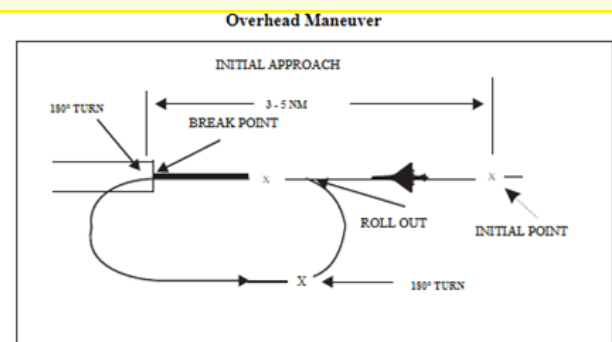 Overhead Maneuver
INITIAL APPROACH
3 - 5 NM
180° TURN
BREAK POINT
X
X
ROLL OUT
INITIAL POINT
X
180° TURN